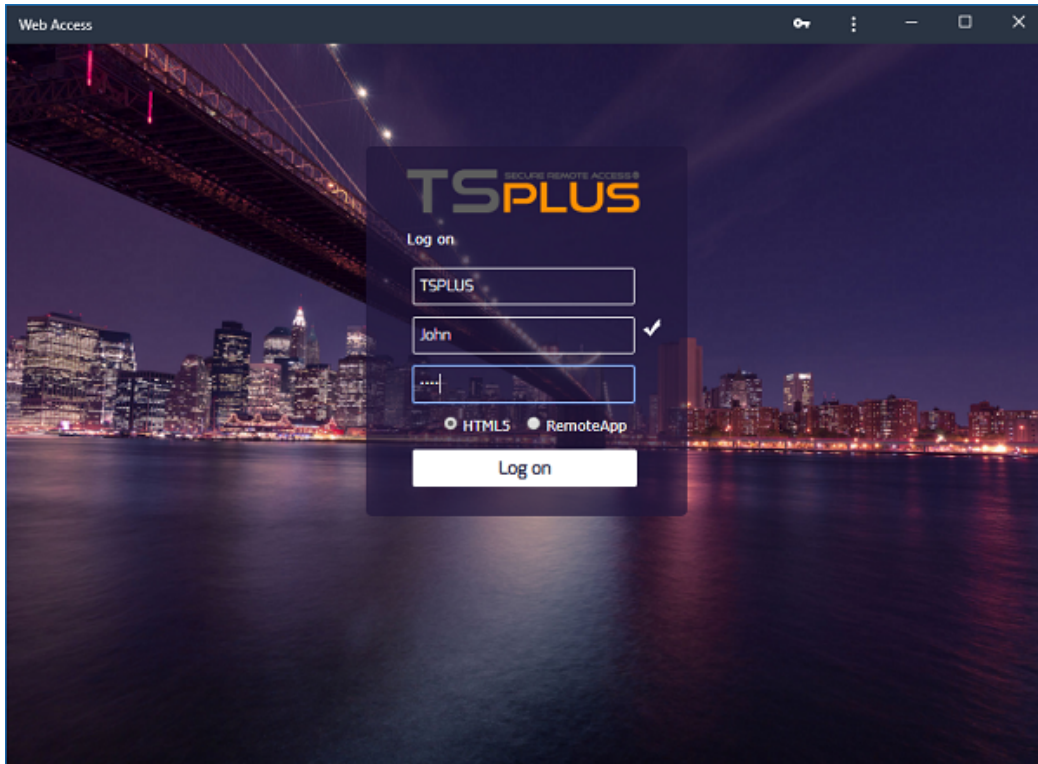 Web Access
TSPLUS
SECURE REMOTE ACCESS®
Log on
TSPLUS
John
····
HTML5 RemoteApp
Log on